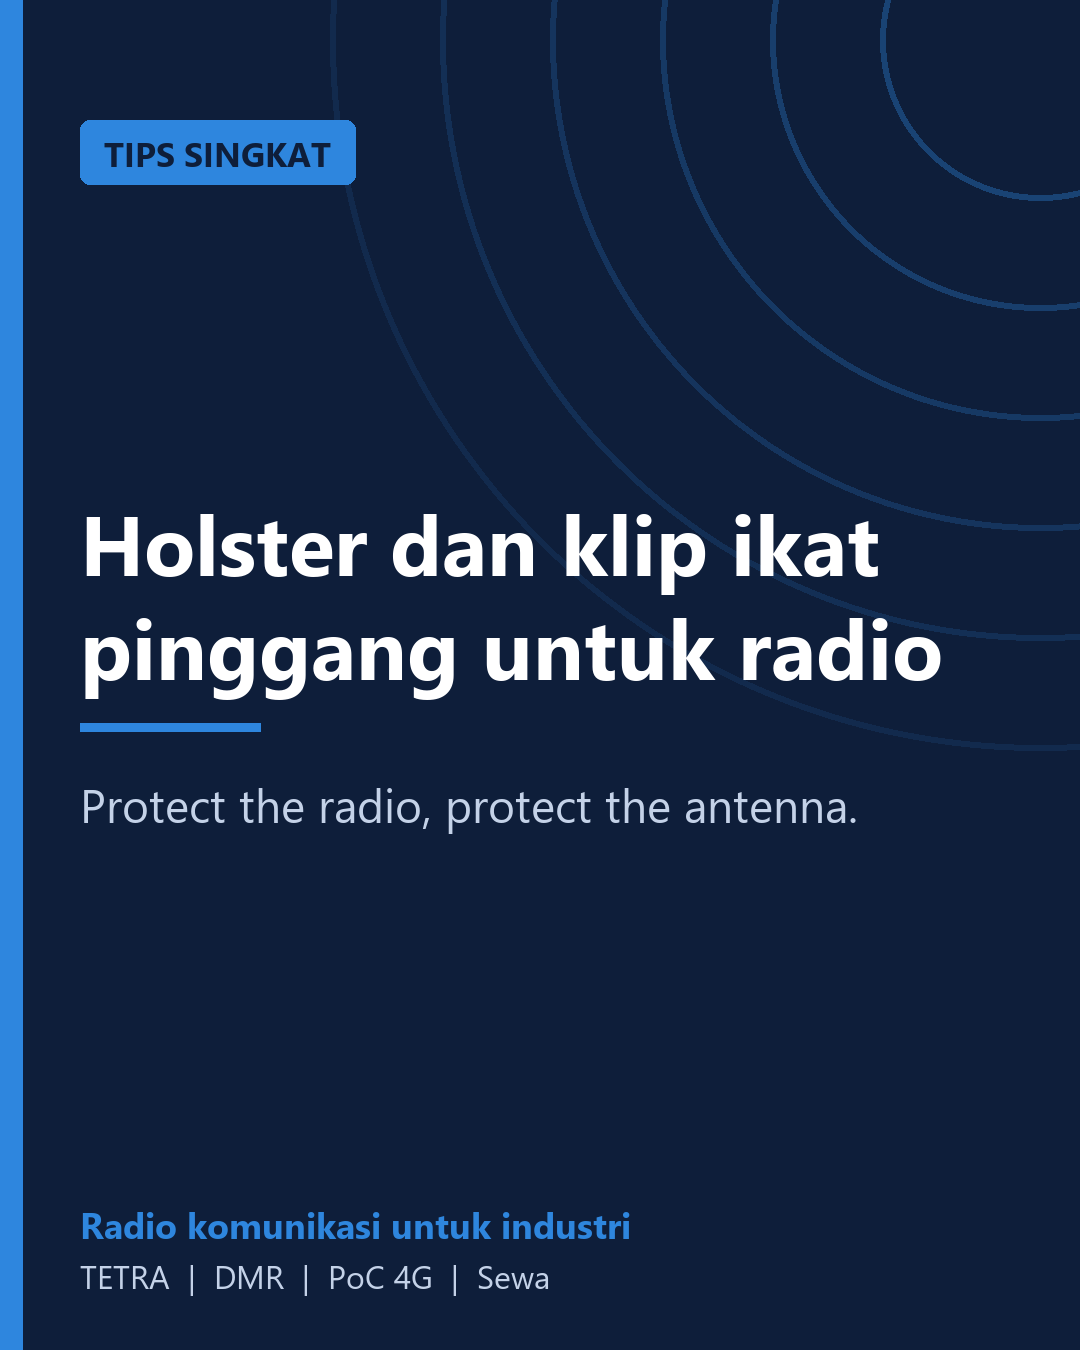 TIPS SINGKAT
Holster dan klip ikat
pinggang untuk radio
Protect the radio, protect the antenna.
Radio komunikasi untuk industri
TETRA | DMR | PoC 4G | Sewa